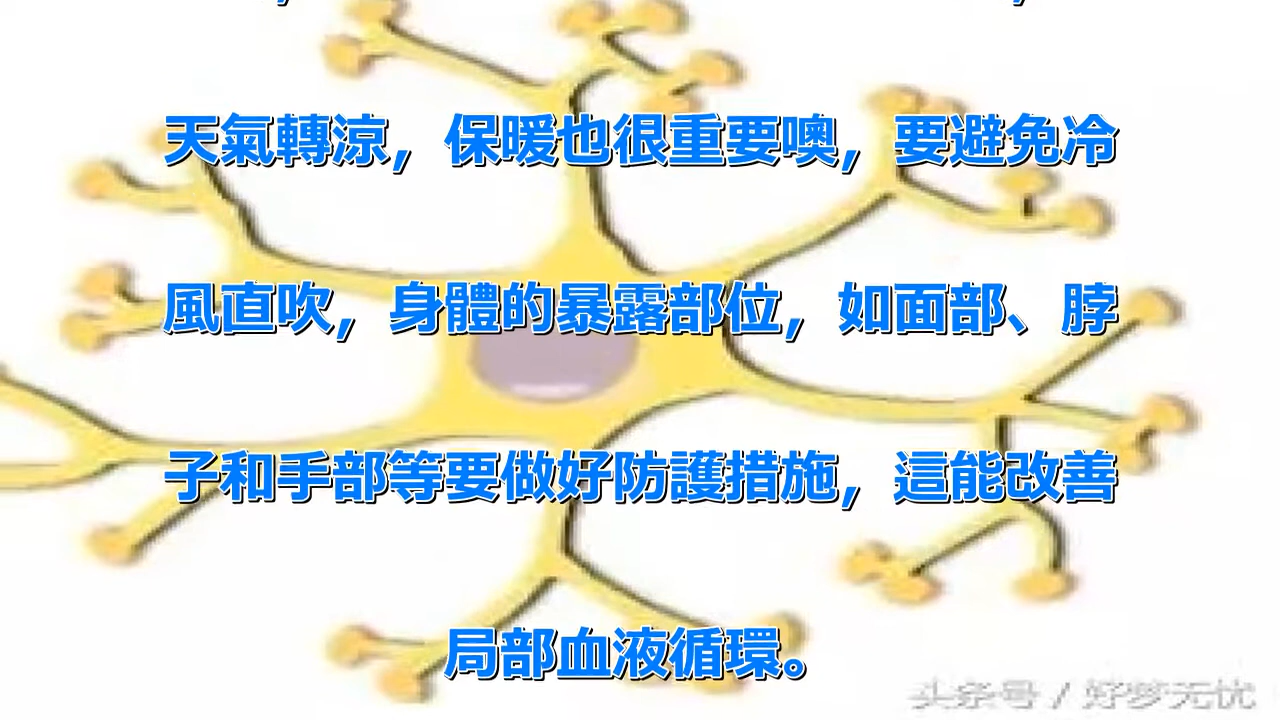 天氣轉涼，保暖也很重要噢，要避免冷
風直吹，身體的暴露部位，如面部、脖
子和手部等要做好防護措施，這能改善
局部血液循環。
头条号 / 好梦无忧